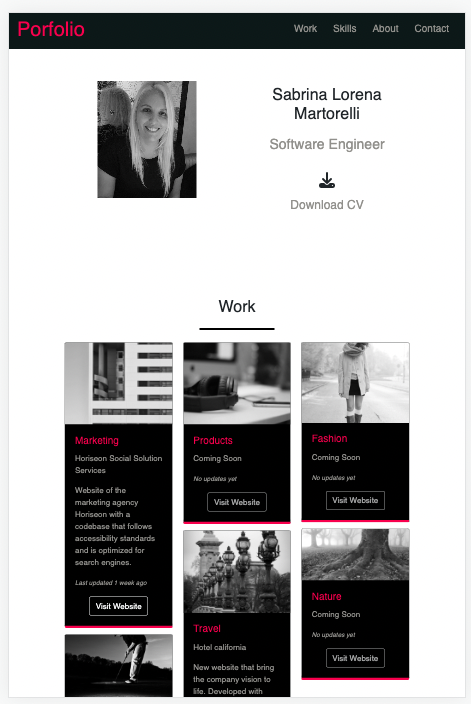 Porfolio
Work Skills About Contact
Sabrina Lorena
Martorelli
Software Engineer
Download CV
Work
Marketing
Horiseon Social Solution
Services
Website of the
marketing agency
Horiseon with a
codebase that follows
accessibility standards
and is optimized for
search engines.
Last updated 1 week ago
Visit Website
Products
Coming Soon
No updates yet
Visit Website
Travel
Hotel california
New website that bring
the company vision to
life. Developed with
Fashion
Coming Soon
No updates yet
Visit Website
Nature
Coming Soon
No updates yet
Visit Website